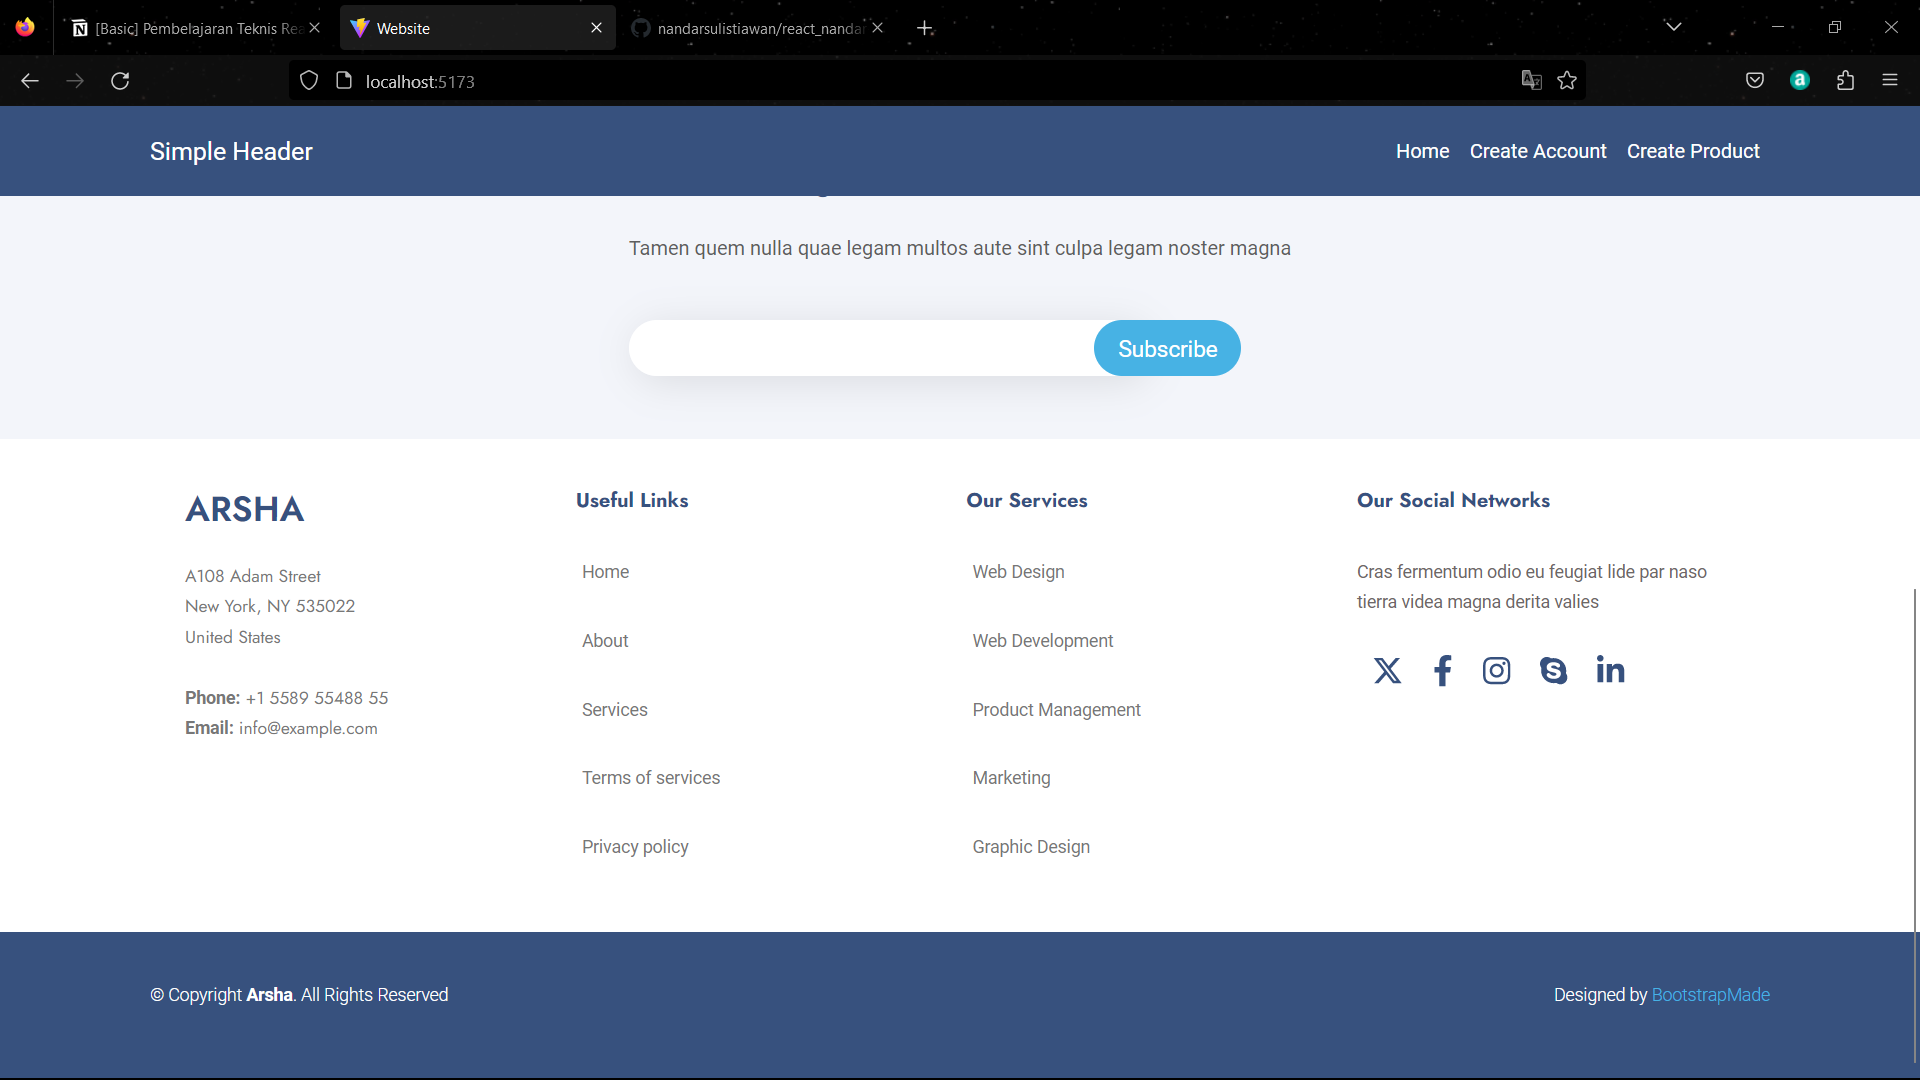 [Basic] Pembelajaran Teknis Rea
Website
nandarsulistiawan/react_nandar
localhost:5173
Simple Header
Home
Create Account
Create Product
Tamen quem nulla quae legam multos aute sint culpa legam noster magna
Subscribe
ARSHA
A108 Adam Street
New York, NY 535022
United States
Phone: +1 5589 55488 55
Email: info@example.com
Useful Links
Home
About
Services
Terms of services
Privacy policy
Our Services
Web Design
Web Development
Product Management
Marketing
Graphic Design
Our Social Networks
Cras fermentum odio eu feugiat lide par naso
tierra videa magna derita valies
© Copyright Arsha. All Rights Reserved
Designed by BootstrapMade